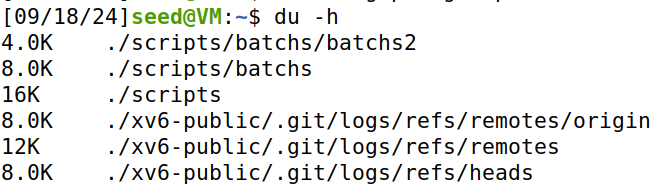 [09/18/24]seed@VM:~$ du -h
4.0K    ./scripts/batchs/batchs2
8.0K    ./scripts/batchs
16K     ./scripts
8.0K    ./xv6-public/.git/logs/refs/remotes/origin
12K     ./xv6-public/.git/logs/refs/remotes
8.0K    ./xv6-public/.git/logs/refs/heads